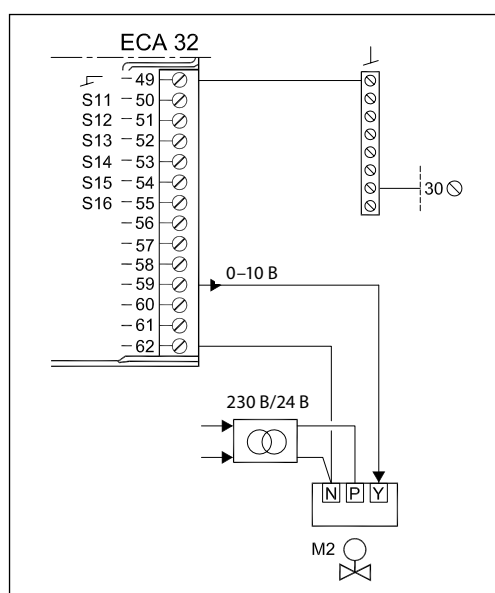 ECA 32
49
S11 - 50
S12 - 51
S13 - 52
S14 - 53
S15 - 54
S16 - 55
- 56
- 57
- 58
- 59
- 60
- 61
- 62
30
0–10 В
230 В/24 В
N P Y
M2